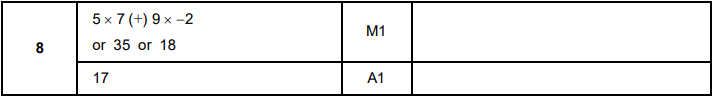 5 × 7 (+) 9 × −2
or 35 or 18
M1
8
17
A1